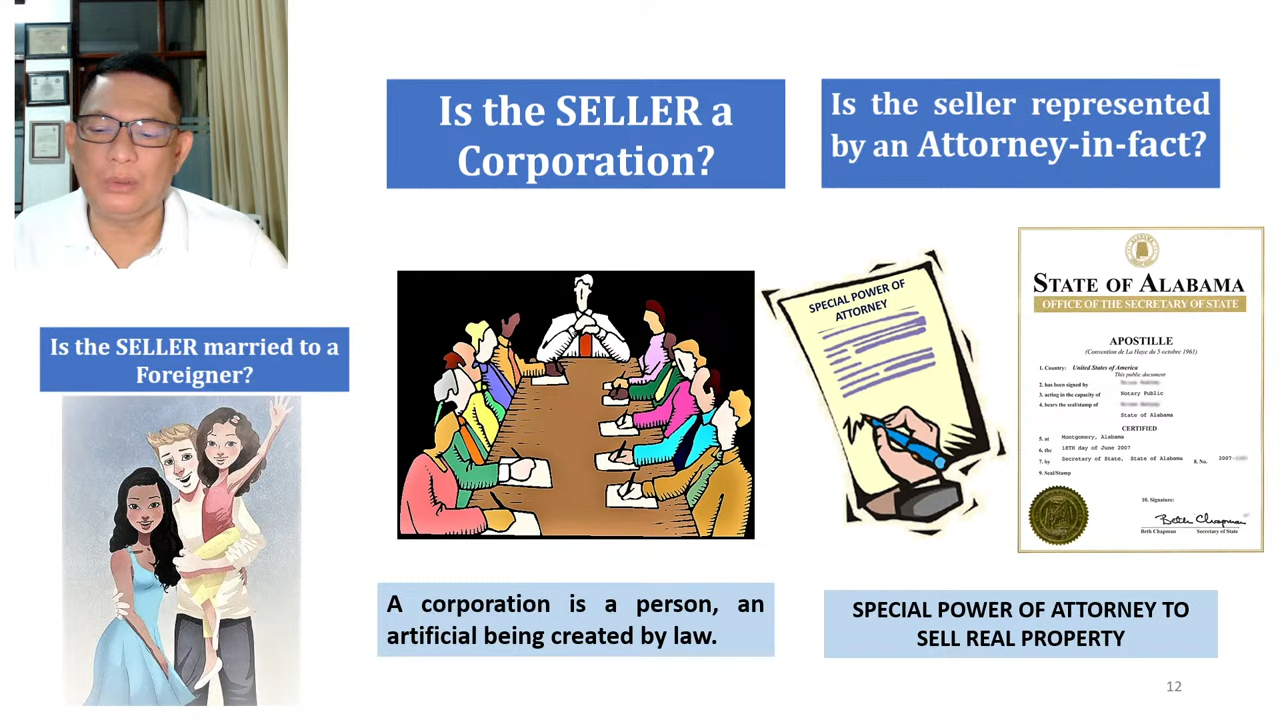 Is the SELLER a
Corporation?
Is the seller represented
by an Attorney-in-fact?
Is the SELLER married to a
Foreigner?
SPECIAL POWER OF
ATTORNEY
ALABAMA
STATE OF ALABAMA
OFFICE OF THE SECRETARY OF STATE
APOSTILLE
(Convention de La Haye du 5 octobre 1961)
1. Country: United States of America
This public document
2. has been signed by
3. acting in the capacity of Notary Public
4. bears the seal/stamp of
State of Alabama
CERTIFIED
5. at Montgomery, Alabama
6. the 18TH day of June 2007
7. by Secretary of State, State of Alabama 8. No. 2007-
9. Seal/Stamp
10. Signature:
Beth Chapman
Beth Chapman Secretary of State
A corporation is a person, an
artificial being created by law.
SPECIAL POWER OF ATTORNEY TO
SELL REAL PROPERTY
12